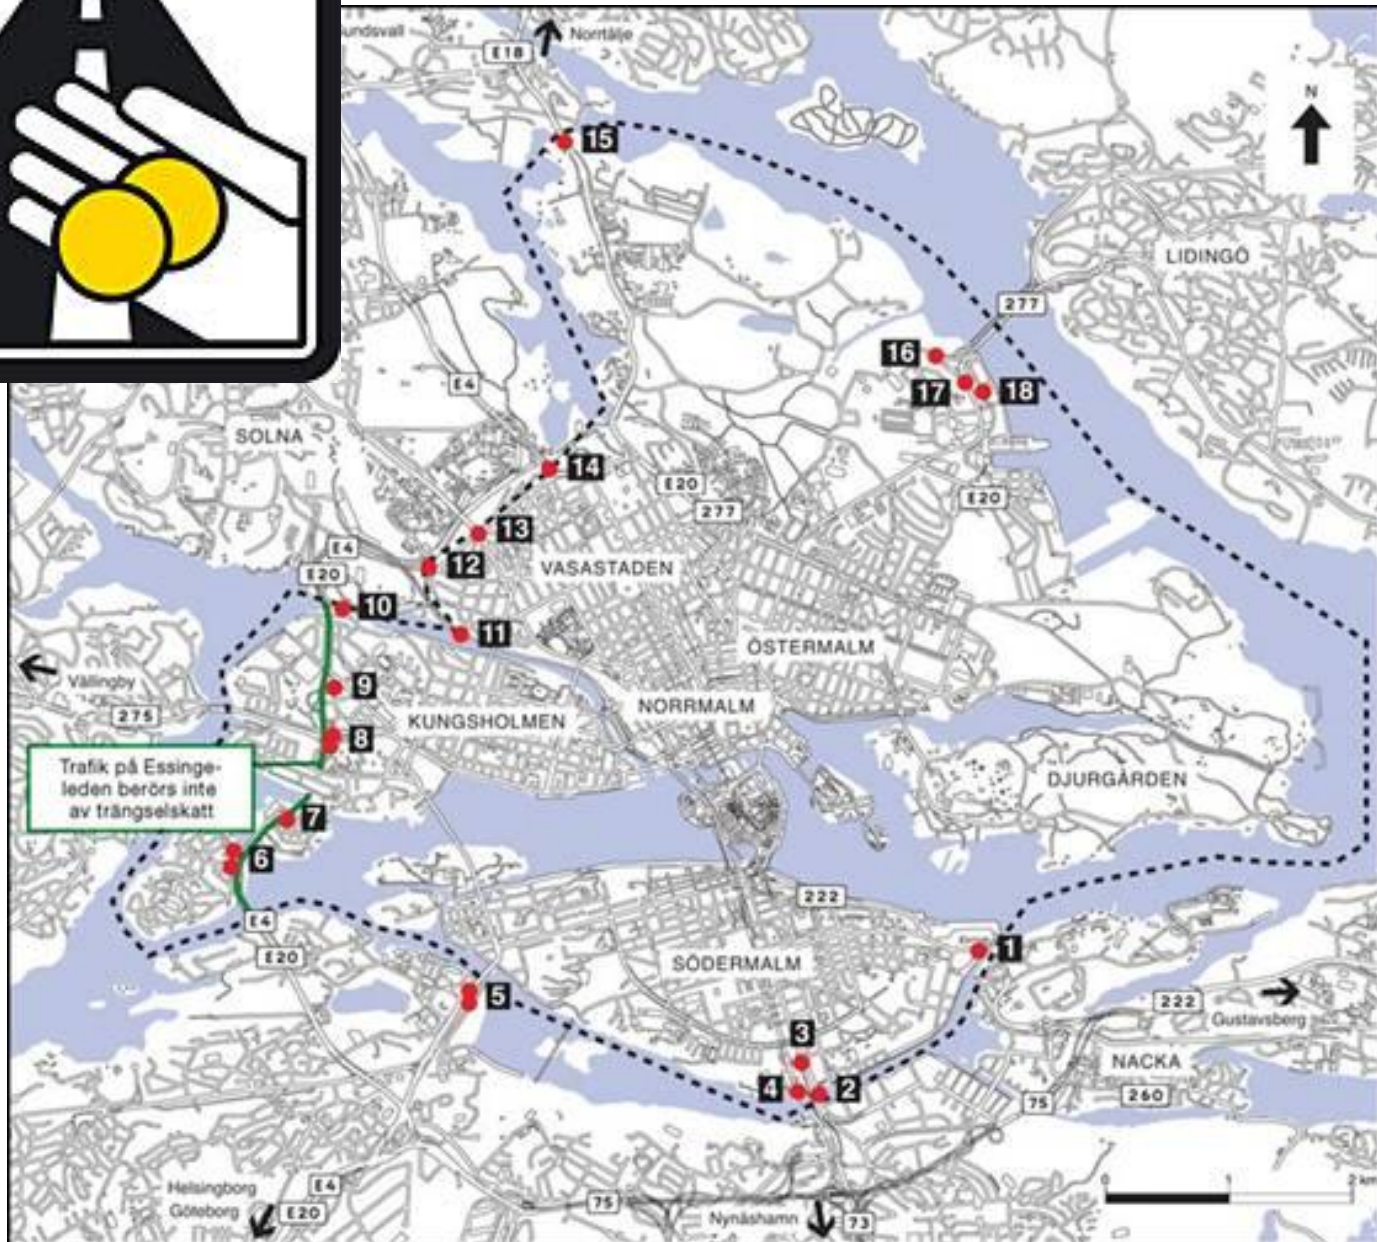 Norrtälje
E18
N
15
LIDINGÖ
277
16
17
18
E4
SOLNA
14
E20
277
E20
13
E4
12
VASASTADEN
E20
10
11
ÖSTERMALM
Vällingby
9
275
KUNGSHOLMEN
NORRMALM
8
Trafik på Essinge-
leden berörs inte
av trängselskatt
DJURGÅRDEN
7
6
222
E4
1
E20
SÖDERMALM
5
222
Gustavsberg
3
NACKA
4
2
75
260
Helsingborg
E4
Göteborg
E20
75
Nynäshamn
73
0
1
2 km